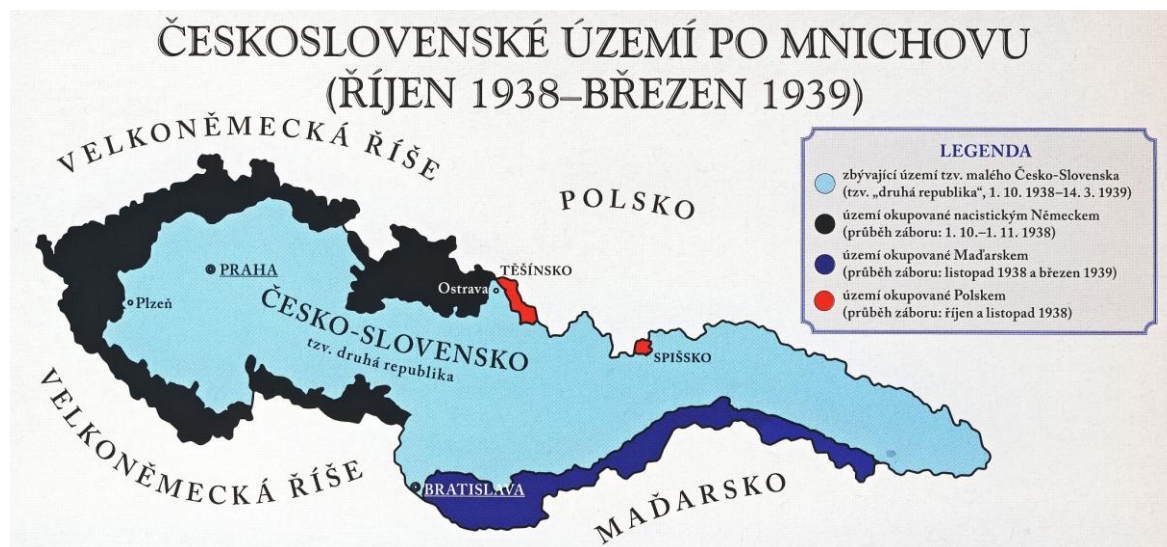 ČESKOSLOVENSKÉ ÚZEMÍ PO MNICHOVU
(ŘÍJEN 1938–BŘEZEN 1939)
VELKONĚMECKÁ ŘÍŠE
POLSKO
LEGENDA
zbývající území tzv. malého Česko-Slovenska
(tzv. „druhá republika“, 1. 10. 1938–14. 3. 1939)
území okupované nacistickým Německem
(průběh záboru: 1. 10.–1. 11. 1938)
území okupované Maďarskem
(průběh záboru: listopad 1938 a březen 1939)
území okupované Polskem
(průběh záboru: říjen a listopad 1938)
PRAHA
Plzeň
TĚŠÍNSKO
Ostrava
ČESKO-SLOVENSKO
tzv. druhá republika
SPIŠSKO
VELKONĚMECKÁ ŘÍŠE
BRATISLAVA
MAĎARSKO